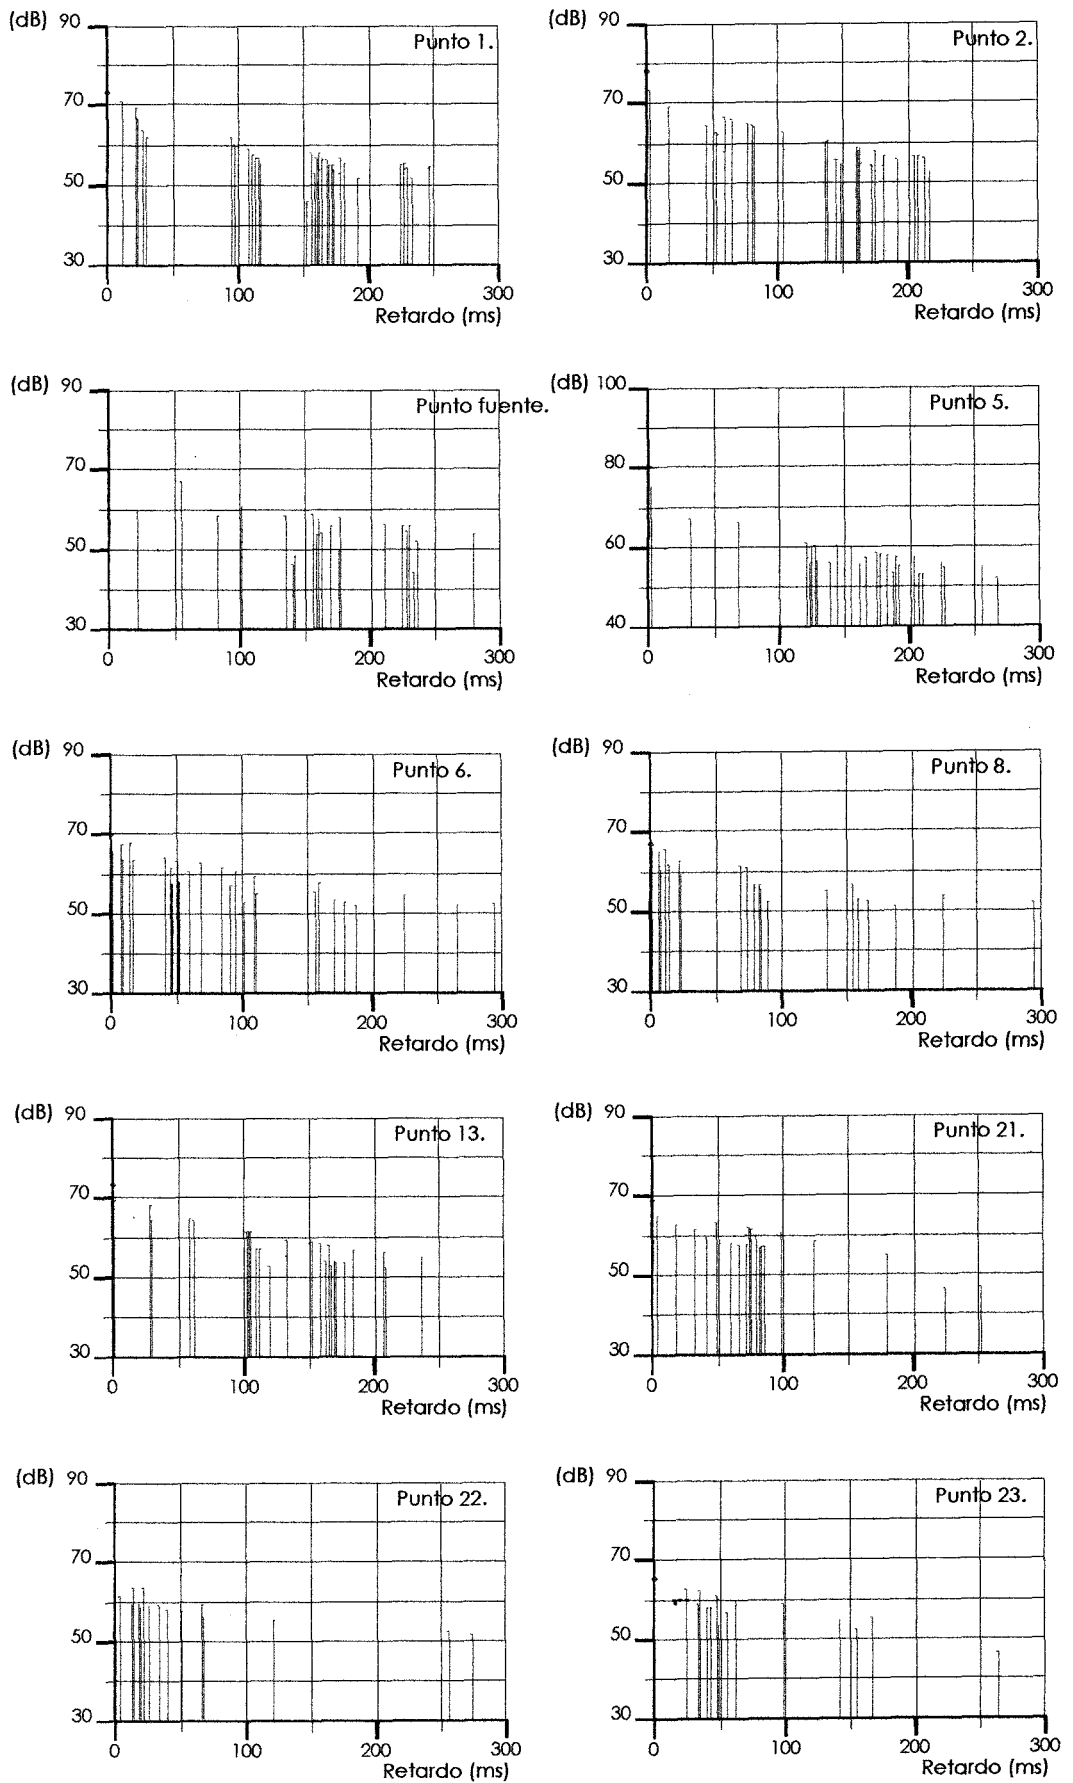 (dB) 90
Punto 1.
70
50
30
0 100 200 300
Retardo (ms)
(dB) 90
Punto 2.
70
50
30
0 100 200 300
Retardo (ms)
(dB) 90
Punto fuente.
70
50
30
0 100 200 300
Retardo (ms)
(dB) 100
Punto 5.
80
60
40
0 100 200 300
Retardo (ms)
(dB) 90
Punto 6.
70
50
30
0 100 200 300
Retardo (ms)
(dB) 90
Punto 8.
70
50
30
0 100 200 300
Retardo (ms)
(dB) 90
Punto 13.
70
50
30
0 100 200 300
Retardo (ms)
(dB) 90
Punto 21.
70
50
30
0 100 200 300
Retardo (ms)
(dB) 90
Punto 22.
70
50
30
0 100 200 300
Retardo (ms)
(dB) 90
Punto 23.
70
50
30
0 100 200 300
Retardo (ms)